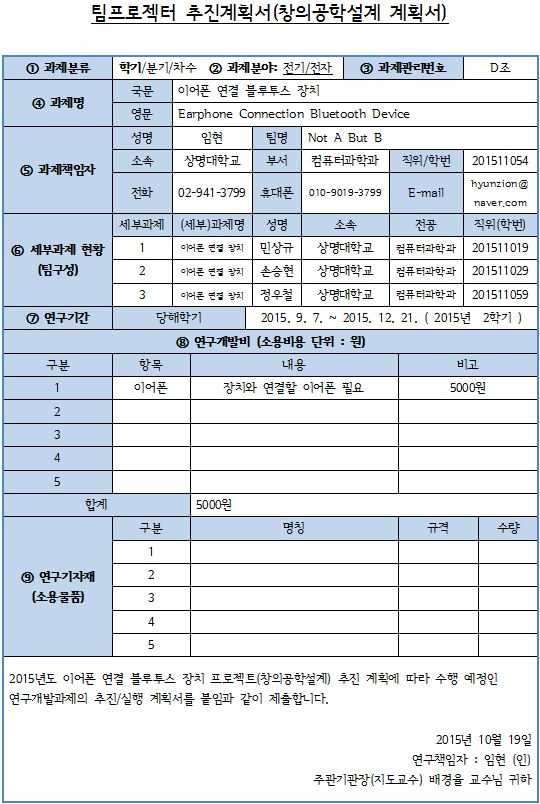 팀프로젝터 추진계획서(창의공학설계 계획서)
① 과제분류 학기/분기/차수 ② 과제분야: 전기/전자 ③ 과제관리번호 D조
④ 과제명 국문 이어폰 연결 블루투스 장치
영문 Earphone Connection Bluetooth Device
⑤ 과제책임자 성명 임현 팀명 Not A But B
소속 상명대학교 부서 컴퓨터과학과 직위/학번 201511054
전화 02-941-3799 휴대폰 010-9019-3799 E-mail hyunzion@
naver.com
⑥ 세부과제 현황
(팀구성)
세부과제 (세부)과제명 성명 소속 전공 직위(학번)
1 이어폰 연결 장치 민상규 상명대학교 컴퓨터과학과 201511019
2 이어폰 연결 장치 손승현 상명대학교 컴퓨터과학과 201511029
3 이어폰 연결 장치 정우철 상명대학교 컴퓨터과학과 201511059
⑦ 연구기간 당해학기 2015. 9. 7. ~ 2015. 12. 21. ( 2015년 2학기 )
⑧ 연구개발비 (소용비용 단위 : 원)
구분 항목 내용 비고
1 이어폰 장치와 연결할 이어폰 필요 5000원
2
3
4
5
합계 5000원
⑨ 연구기자재
(소용물품)
구분 명칭 규격 수량
1
2
3
4
5
2015년도 이어폰 연결 블루투스 장치 프로젝트(창의공학설계) 추진 계획에 따라 수행 예정인
연구개발과제의 추진/실행 계획서를 붙임과 같이 제출합니다.
2015년 10월 19일
연구책임자 : 임현 (인)
주관기관장(지도교수) 배경율 교수님 귀하